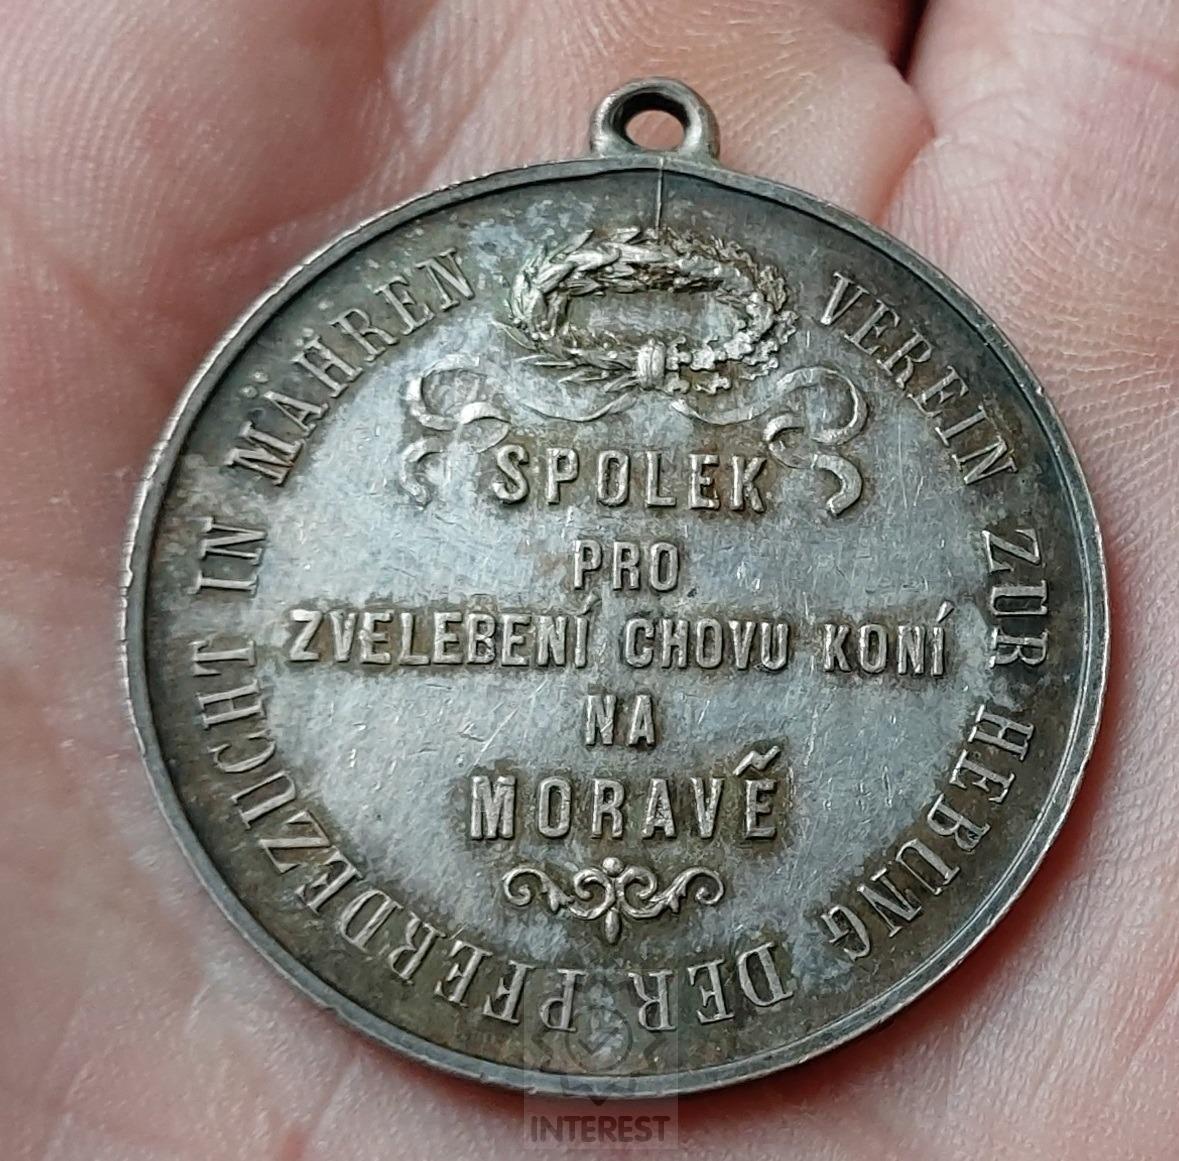 VEREIN ZUR HEBUNG DER PFERDEZUCHT IN MÄHREN
SPOLEK
PRO
ZVELEBENÍ CHOVU KONÍ
NA
MORAVĚ
INTEREST